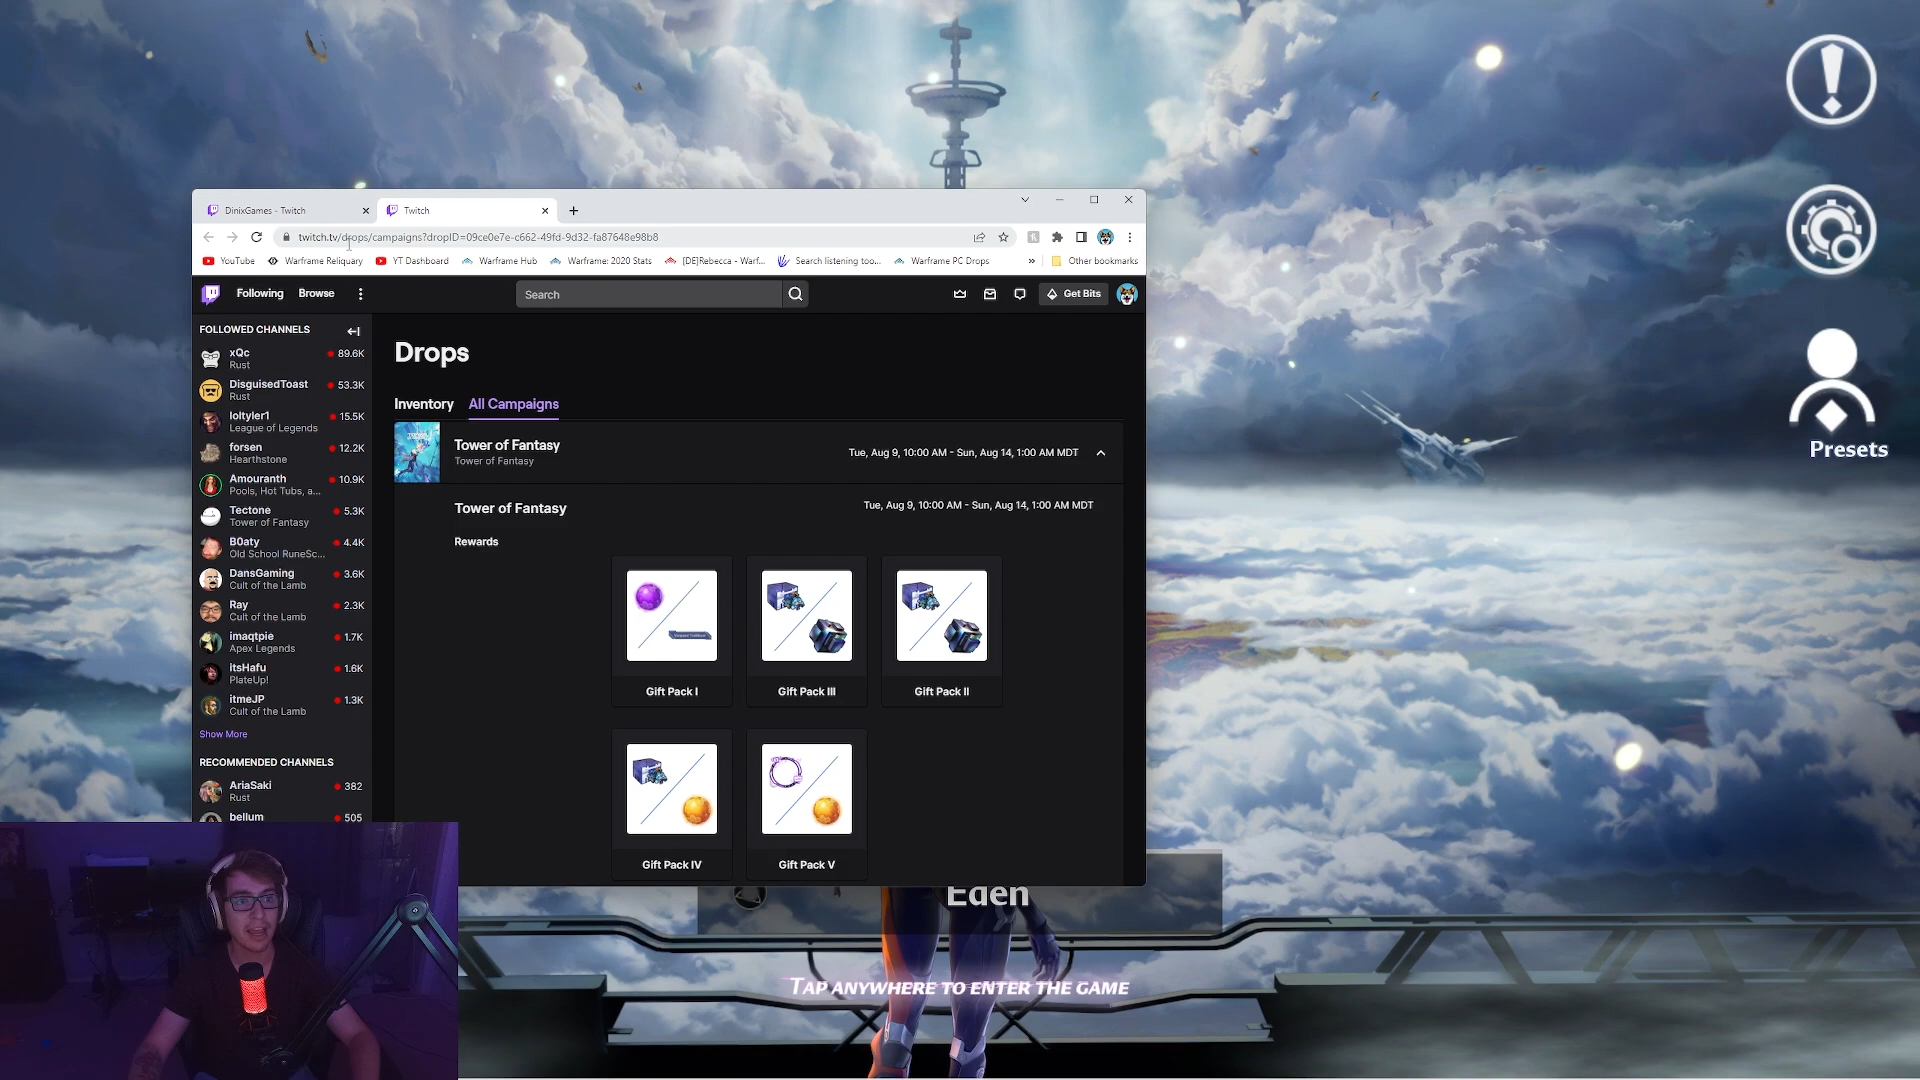 DinixGames - Twitch
Twitch
twitch.tv/drops/campaigns?dropID=09ce0e7e-c662-49fd-9d32-fa87648e98b8
YouTube
Warframe Reliquary
YT Dashboard
Warframe Hub
Warframe: 2020 Stats
[DE]Rebecca - Warf...
Search listening too...
Warframe PC Drops
»
Other bookmarks
Following
Browse
Search
Get Bits
FOLLOWED CHANNELS
xQc
89.6K
Rust
DisguisedToast
53.3K
Rust
loltyler1
15.5K
League of Legends
forsen
12.2K
Hearthstone
Amouranth
10.9K
Pools, Hot Tubs, a...
Tectone
5.3K
Tower of Fantasy
B0aty
4.4K
Old School RuneSc...
DansGaming
3.6K
Cult of the Lamb
Ray
2.3K
Cult of the Lamb
imaqtpie
1.7K
Apex Legends
itsHafu
1.6K
PlateUp!
itmeJP
1.3K
Cult of the Lamb
Show More
RECOMMENDED CHANNELS
AriaSaki
382
Rust
bellum
505
Drops
Inventory
All Campaigns
Tower of Fantasy
Tower of Fantasy
Tue, Aug 9, 10:00 AM - Sun, Aug 14, 1:00 AM MDT
Tower of Fantasy
Tue, Aug 9, 10:00 AM - Sun, Aug 14, 1:00 AM MDT
Rewards
Gift Pack I
Gift Pack III
Gift Pack II
Gift Pack IV
Gift Pack V
Presets
Eden
TAP ANYWHERE TO ENTER THE GAME